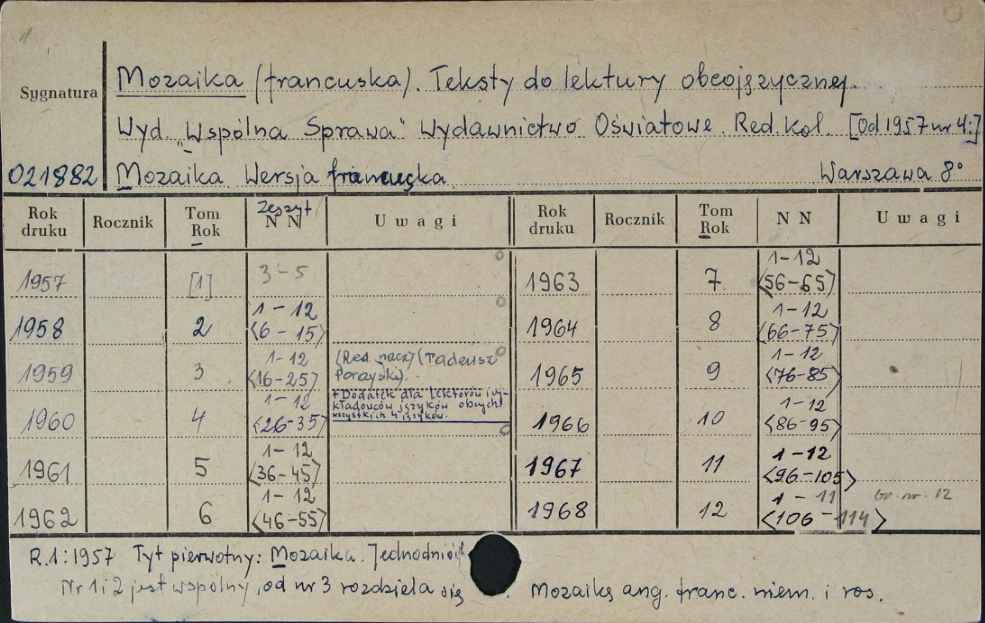 Sygnatura
Mozaika (francuska). Teksty do lektury obcojęzycznej.
Wyd. „Wspólna Sprawa" Wydawnictwo Oświatowe. Red. Kol. [Od 1957 nr 4:]
021882 Mozaika Wersja francuska Warszawa 8°
Rok druku Rocznik Tom Rok Zeszyt N N Uwagi Rok druku Rocznik Tom Rok N N Uwagi
1957 [1] 3-5
1958 2 1-12 <6-15>
1959 3 1-12 <16-25> (Red. nacz) (Tadeusz Porayski).
1960 4 1-12 <26-35> + Dodatek dla lektorów i wykładowców języków obcych wszystkich 4 języków.
1961 5 1-12 <36-45>
1962 6 1-12 <46-55>
1963 7 1-12 <56-65>
1964 8 1-12 <66-75>
1965 9 1-12 <76-85>
1966 10 1-12 <86-95>
1967 11 1-12 <96-105>
1968 12 1-11 <106-114> nr. 12
R.1:1957 Tyt pierwotny: Mozaika.
Nr 1 i 2 jest wspólny, od nr 3 rozdziela się Mozaikę ang. franc. niem. i ros.